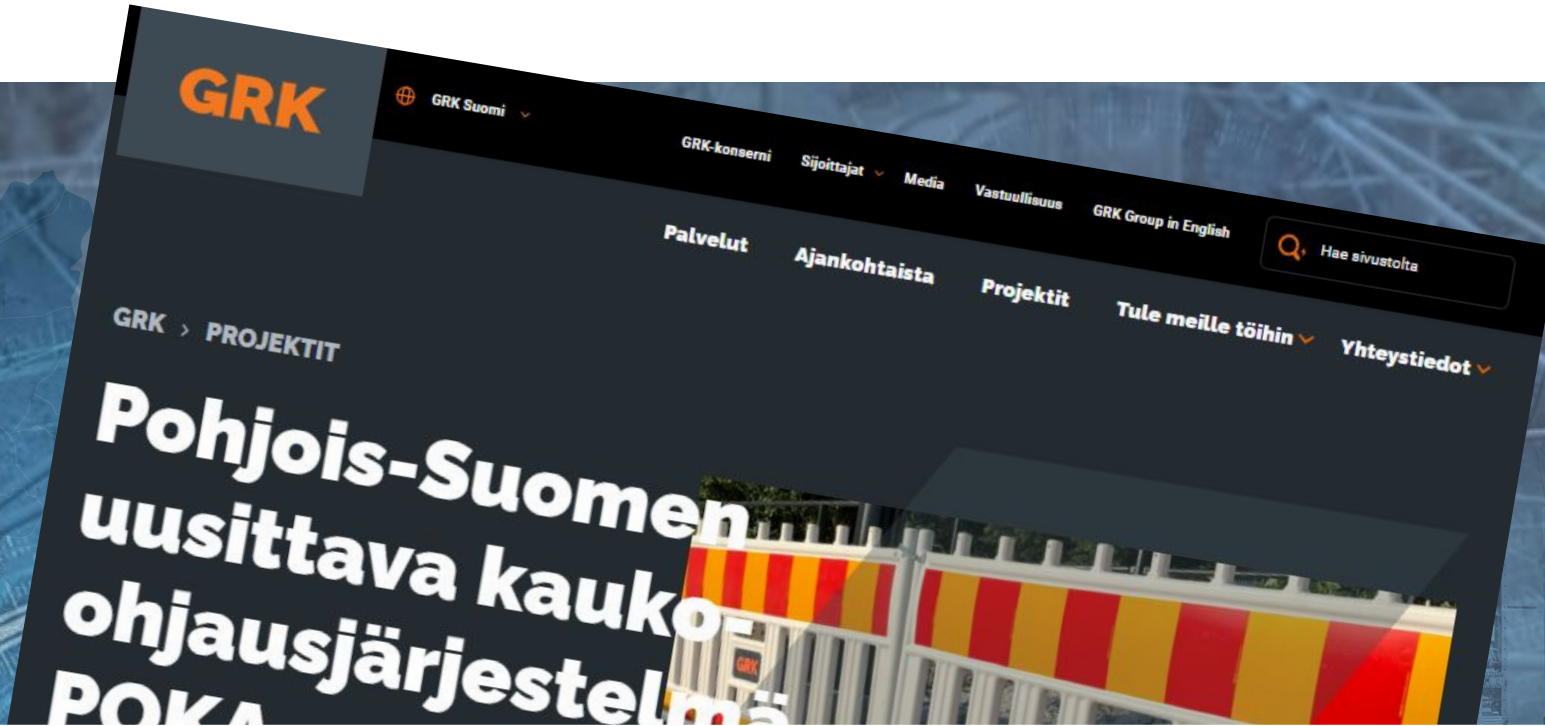 GRK
GRK Suomi
GRK-konserni Sijoittajat Media Vastuullisuus GRK Group in English Hae sivustolta
Palvelut Ajankohtaista Projektit Tule meille töihin Yhteystiedot
GRK > PROJEKTIT
Pohjois-Suomen
uusittava kauko-
ohjausjärjestelmä
POKA
GRK